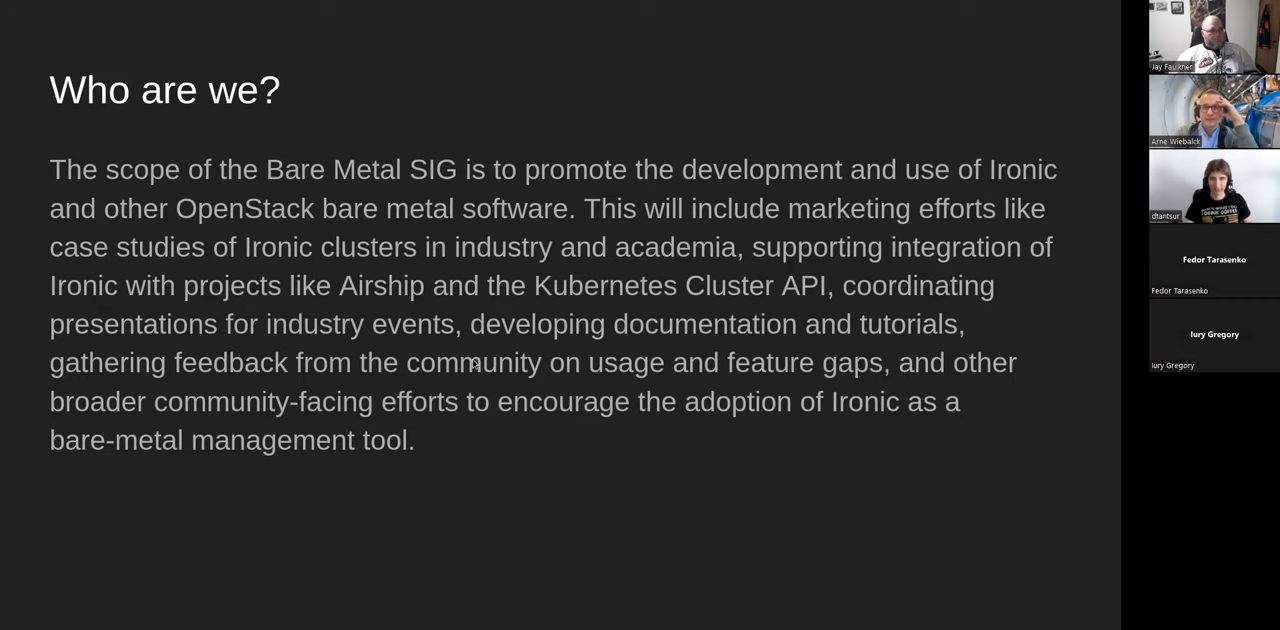 Who are we?
The scope of the Bare Metal SIG is to promote the development and use of Ironic
and other OpenStack bare metal software. This will include marketing efforts like
case studies of Ironic clusters in industry and academia, supporting integration of
Ironic with projects like Airship and the Kubernetes Cluster API, coordinating
presentations for industry events, developing documentation and tutorials,
gathering feedback from the community on usage and feature gaps, and other
broader community-facing efforts to encourage the adoption of Ironic as a
bare-metal management tool.
Jay Faulkner
Arne Wiebalck
I DRINK COFFEE
dtantsur
Fedor Tarasenko
Fedor Tarasenko
Iury Gregory
Iury Gregory